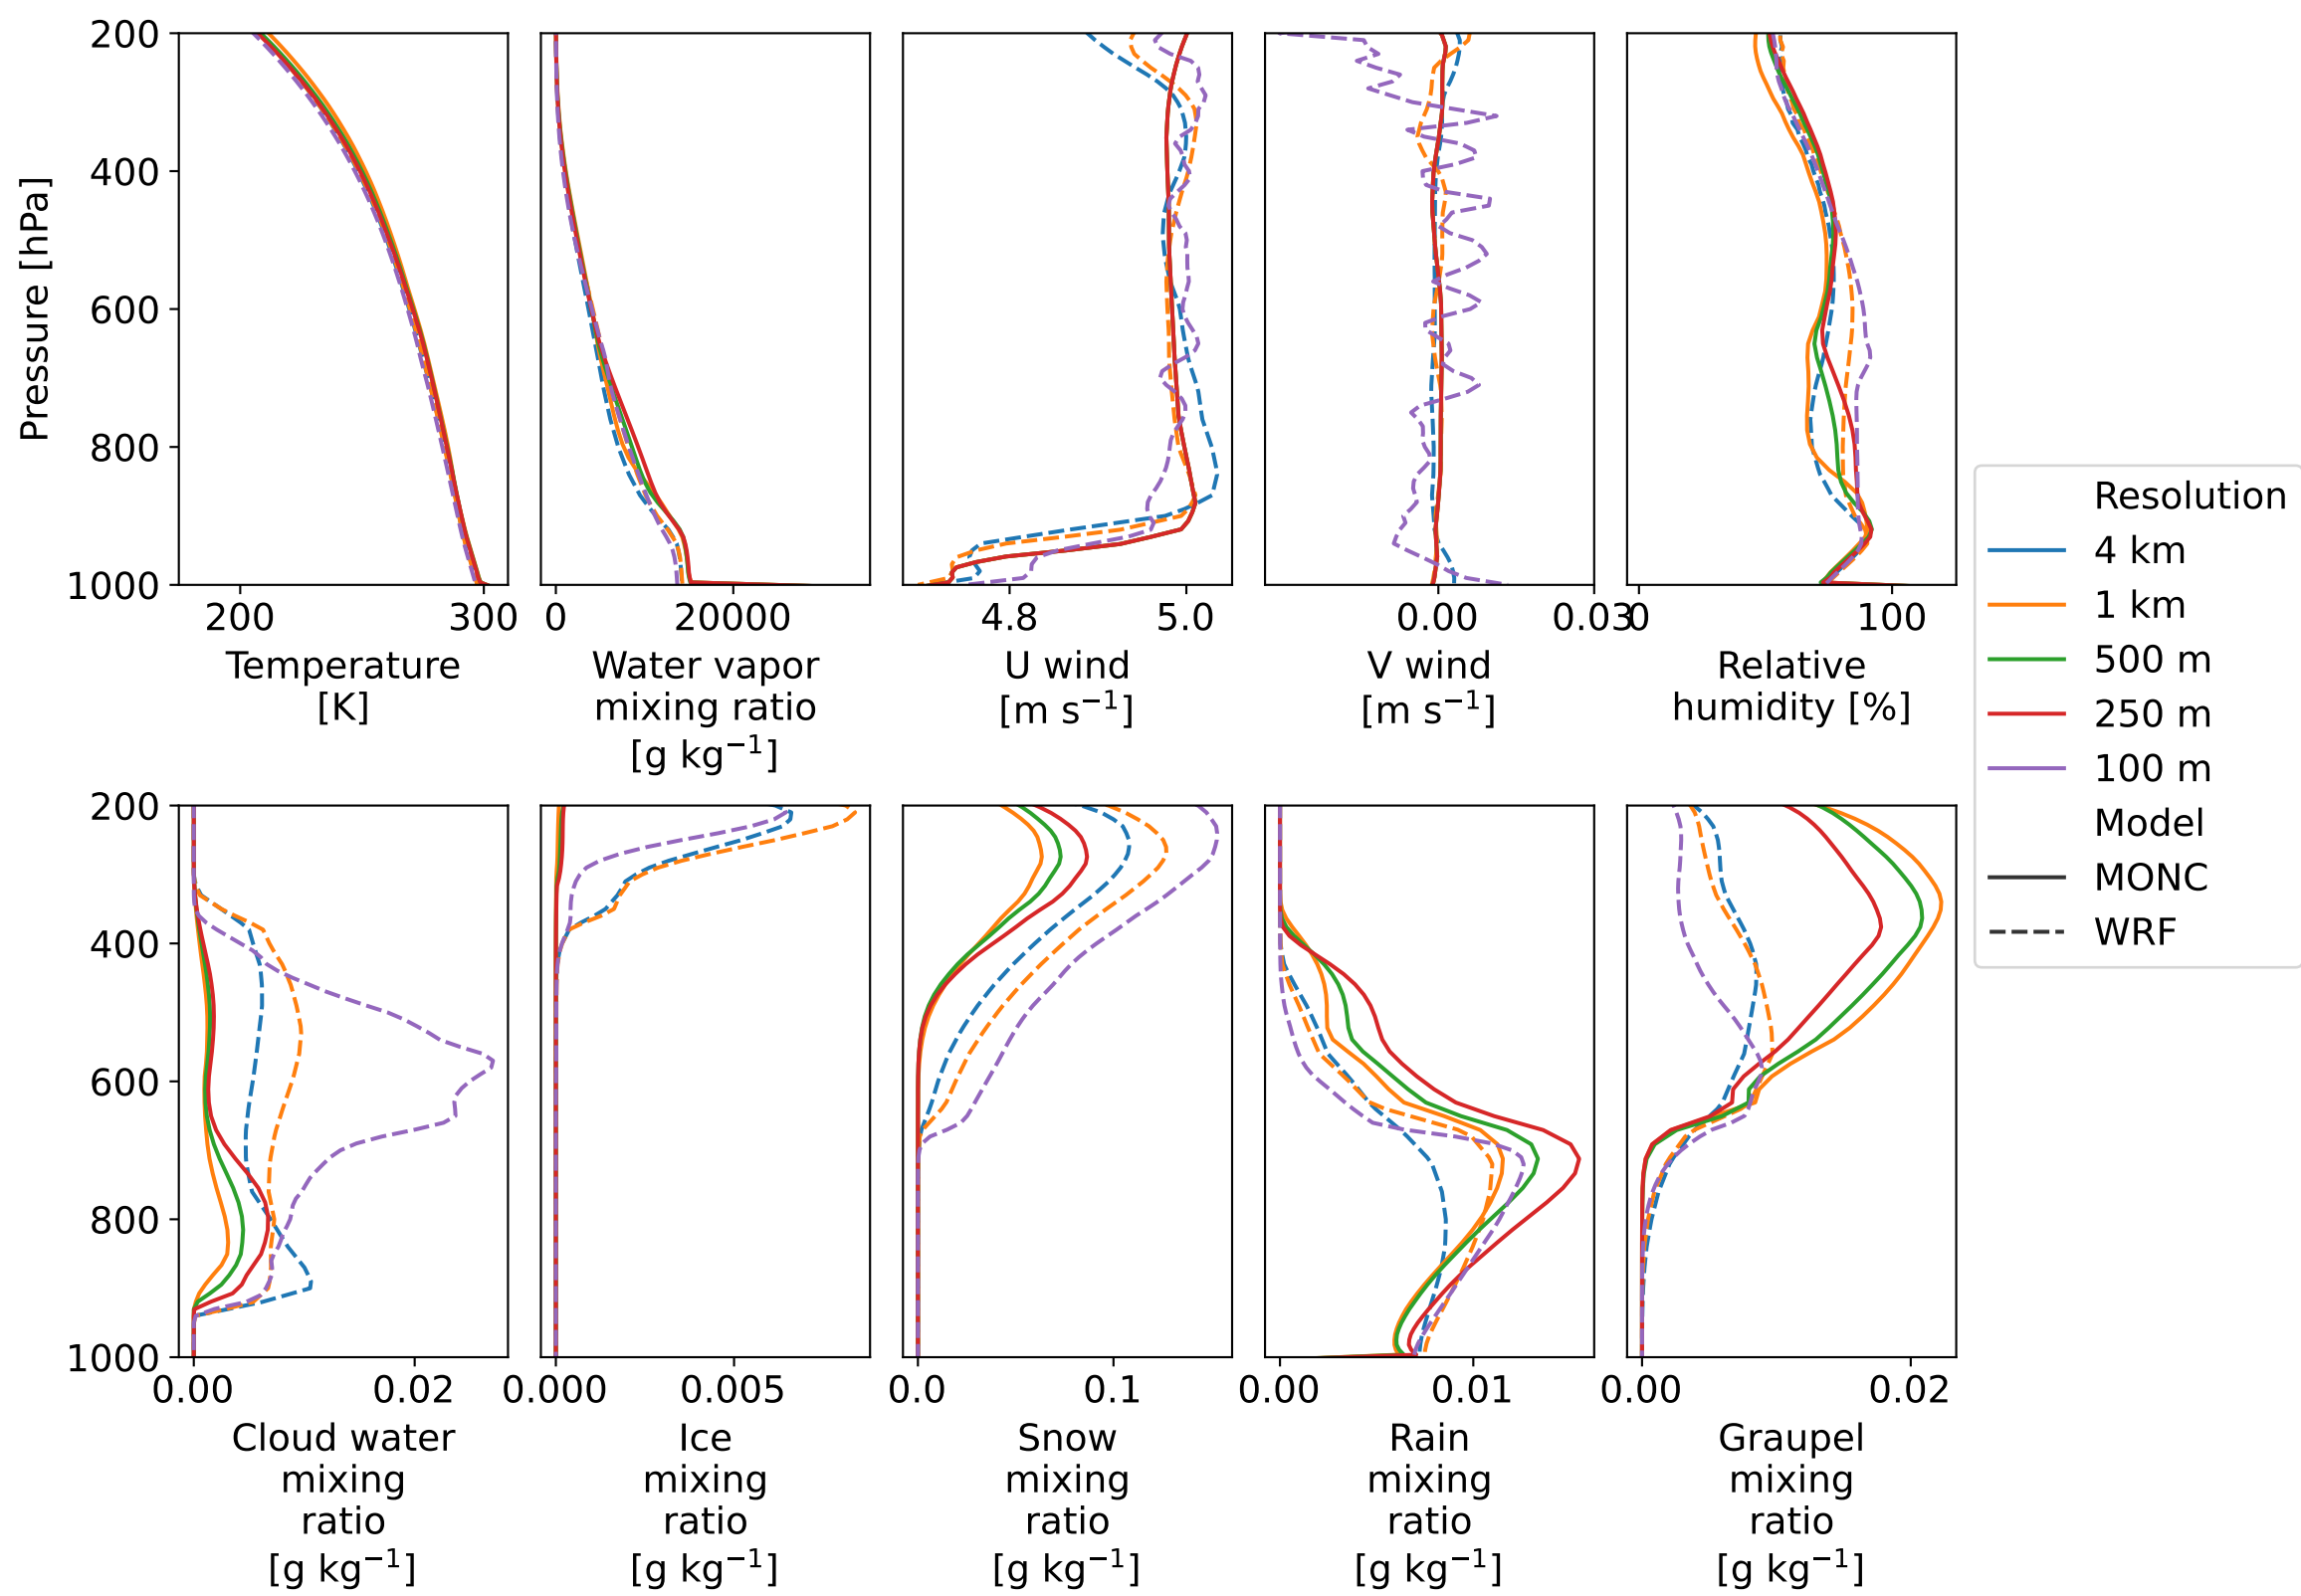 Pressure [hPa]
200
400
600
800
1000
200 300
Temperature
[K]
0 20000
Water vapor
mixing ratio
[g kg⁻¹]
4.8 5.0
U wind
[m s⁻¹]
0.00 0.03
V wind
[m s⁻¹]
0 100
Relative
humidity [%]
200
400
600
800
1000
0.00 0.02
Cloud water
mixing
ratio
[g kg⁻¹]
0.000 0.005
Ice
mixing
ratio
[g kg⁻¹]
0.0 0.1
Snow
mixing
ratio
[g kg⁻¹]
0.00 0.01
Rain
mixing
ratio
[g kg⁻¹]
0.00 0.02
Graupel
mixing
ratio
[g kg⁻¹]
Resolution
4 km
1 km
500 m
250 m
100 m
Model
MONC
WRF